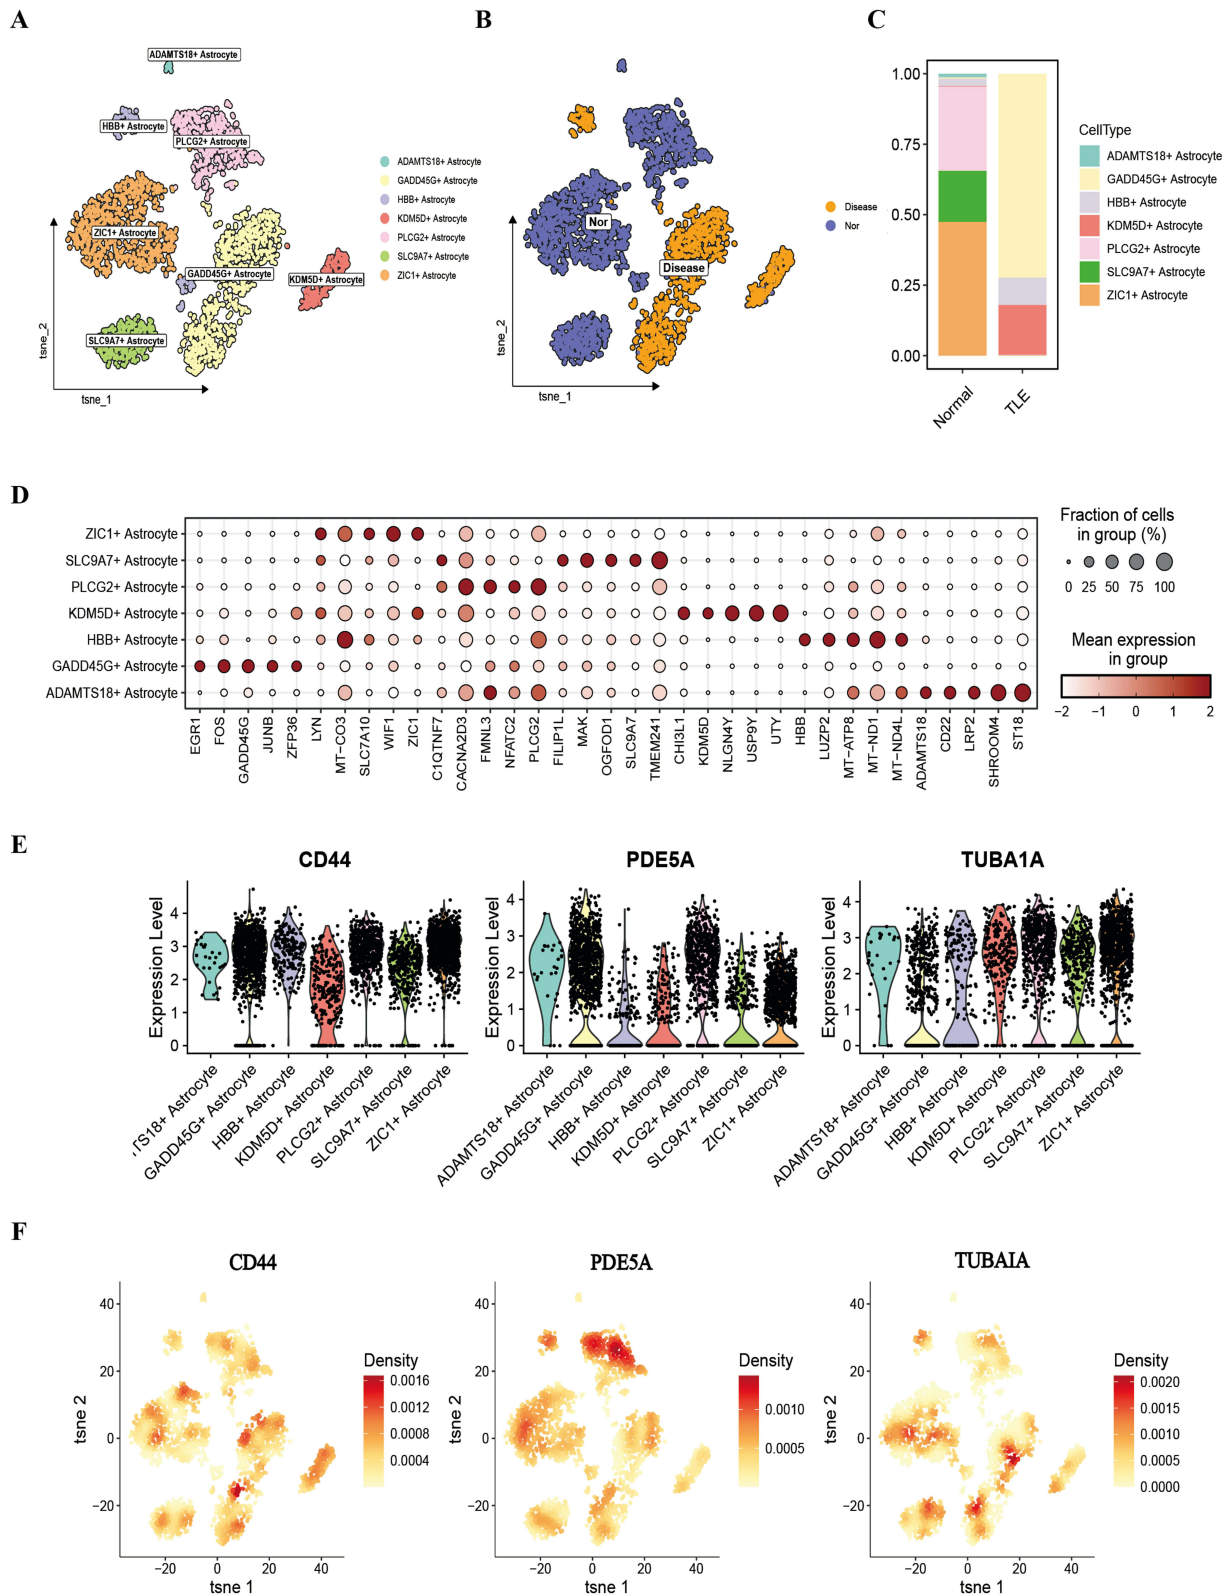 A
B
C
ADAMTS18+ Astrocyte
HBB+ Astrocyte
PLCG2+ Astrocyte
ZIC1+ Astrocyte
GADD45G+ Astrocyte
KDM5D+ Astrocyte
SLC9A7+ Astrocyte
tsne_2
tsne_1
ADAMTS18+ Astrocyte
GADD45G+ Astrocyte
HBB+ Astrocyte
KDM5D+ Astrocyte
PLCG2+ Astrocyte
SLC9A7+ Astrocyte
ZIC1+ Astrocyte
Nor
Disease
tsne_2
tsne_1
Disease
Nor
1.00
0.75
0.50
0.25
0.00
Normal
TLE
CellType
ADAMTS18+ Astrocyte
GADD45G+ Astrocyte
HBB+ Astrocyte
KDM5D+ Astrocyte
PLCG2+ Astrocyte
SLC9A7+ Astrocyte
ZIC1+ Astrocyte
D
ZIC1+ Astrocyte
SLC9A7+ Astrocyte
PLCG2+ Astrocyte
KDM5D+ Astrocyte
HBB+ Astrocyte
GADD45G+ Astrocyte
ADAMTS18+ Astrocyte
EGR1
FOS
GADD45G
JUNB
ZFP36
LYN
MT-CO3
SLC7A10
WIF1
ZIC1
C1QTNF7
CACNA2D3
FMNL3
NFATC2
PLCG2
FILIP1L
MAK
OGFOD1
SLC9A7
TMEM241
CHI3L1
KDM5D
NLGN4Y
USP9Y
UTY
HBB
LUZP2
MT-ATP8
MT-ND1
MT-ND4L
ADAMTS18
CD22
LRP2
SHROOM4
ST18
Fraction of cells
in group (%)
0 25 50 75 100
Mean expression
in group
−2 −1 0 1 2
E
CD44
Expression Level
4
3
2
1
0
TS18+ Astrocyte
GADD45G+ Astrocyte
HBB+ Astrocyte
KDM5D+ Astrocyte
PLCG2+ Astrocyte
SLC9A7+ Astrocyte
ZIC1+ Astrocyte
PDE5A
Expression Level
4
3
2
1
0
ADAMTS18+ Astrocyte
GADD45G+ Astrocyte
HBB+ Astrocyte
KDM5D+ Astrocyte
PLCG2+ Astrocyte
SLC9A7+ Astrocyte
ZIC1+ Astrocyte
TUBA1A
Expression Level
4
3
2
1
0
ADAMTS18+ Astrocyte
GADD45G+ Astrocyte
HBB+ Astrocyte
KDM5D+ Astrocyte
PLCG2+ Astrocyte
SLC9A7+ Astrocyte
ZIC1+ Astrocyte
F
CD44
tsne 2
40
20
0
−20
−20 0 20 40
tsne 1
Density
0.0016
0.0012
0.0008
0.0004
PDE5A
tsne 2
40
20
0
−20
−20 0 20 40
tsne 1
Density
0.0010
0.0005
TUBAIA
tsne 2
40
20
0
−20
−20 0 20 40
tsne 1
Density
0.0020
0.0015
0.0010
0.0005
0.0000